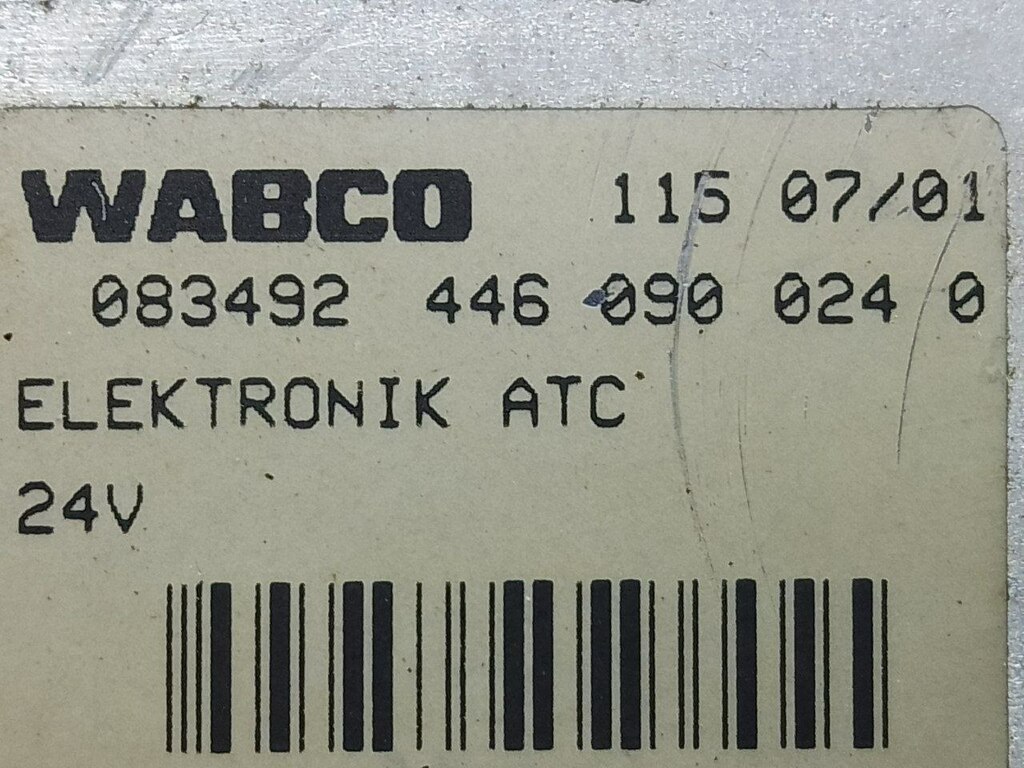 WABCO 115 07/01
083492 446 090 024 0
ELEKTRONIK ATC
24V